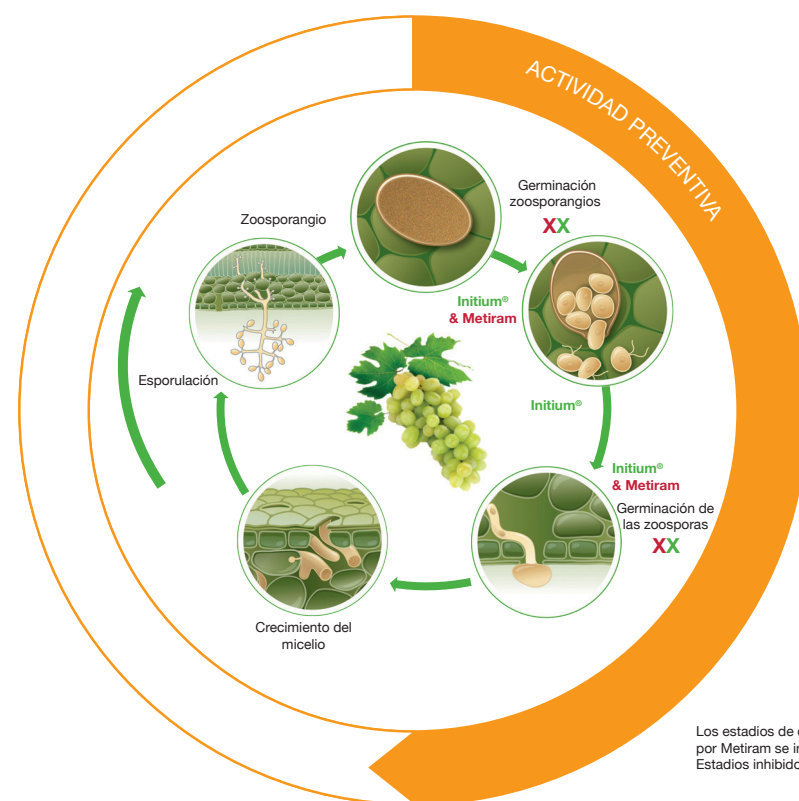 ACTIVIDAD PREVENTIVA
Germinación
zoosporangios
XX
Zoosporangio
Initium®
& Metiram
Esporulación
Initium®
Initium®
& Metiram
Germinación de
las zoosporas
XX
Crecimiento del
micelio
Los estadios de
por Metiram se
Estadios